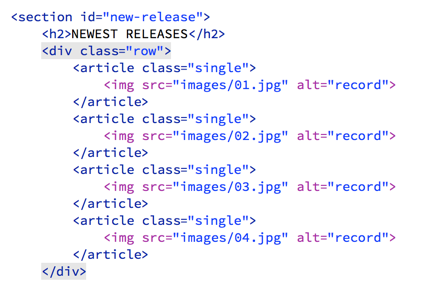 <section id="new-release">
<h2>NEWEST RELEASES</h2>
<div class="row">
<article class="single">
<img src="images/01.jpg" alt="record">
</article>
<article class="single">
<img src="images/02.jpg" alt="record">
</article>
<article class="single">
<img src="images/03.jpg" alt="record">
</article>
<article class="single">
<img src="images/04.jpg" alt="record">
</article>
</div>